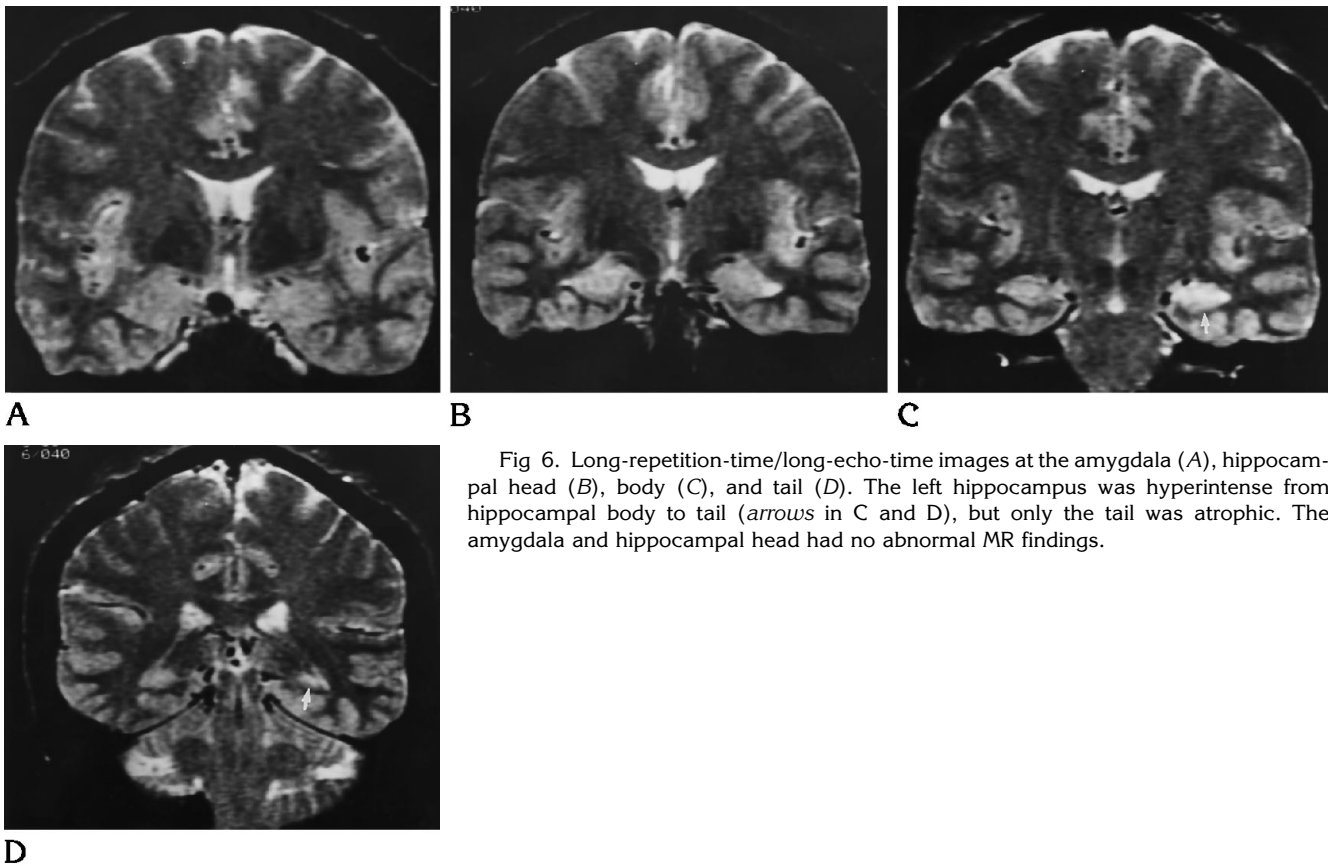 A
B
C
6/040
Fig 6. Long-repetition-time/long-echo-time images at the amygdala (A), hippocam-
pal head (B), body (C), and tail (D). The left hippocampus was hyperintense from
hippocampal body to tail (arrows in C and D), but only the tail was atrophic. The
amygdala and hippocampal head had no abnormal MR findings.
D